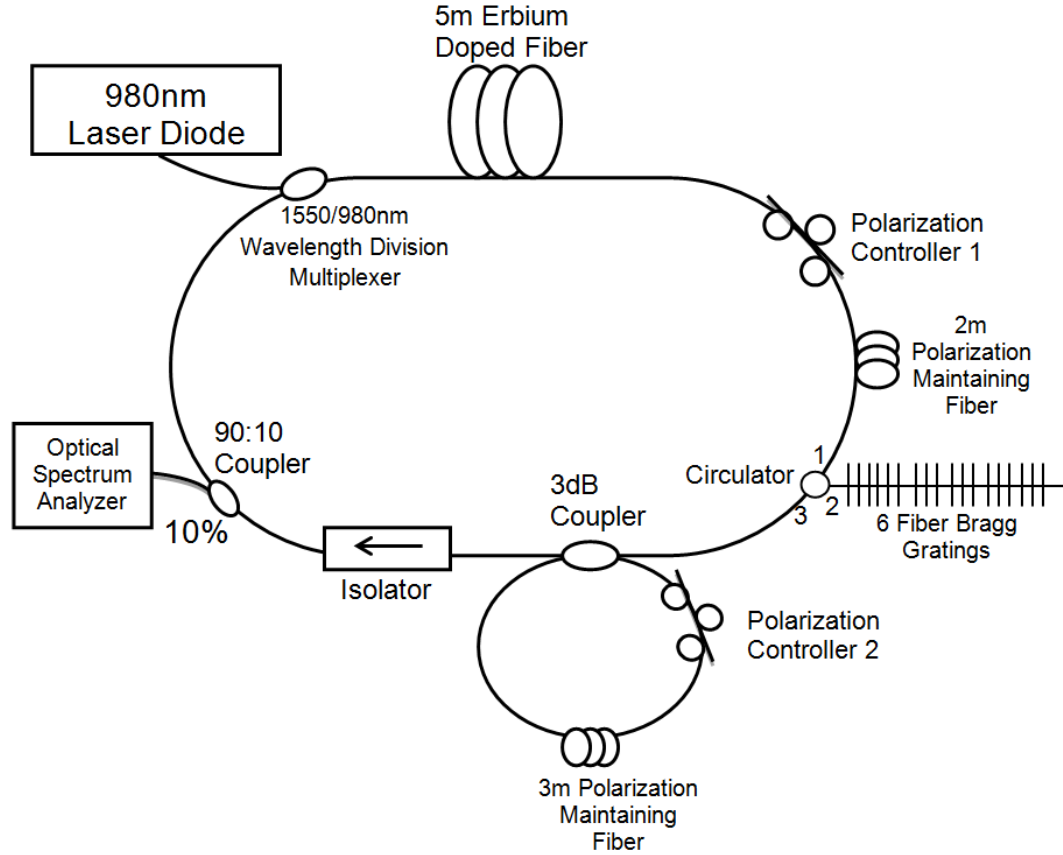 5m Erbium
Doped Fiber
980nm
Laser Diode
1550/980nm
Wavelength Division
Multiplexer
Polarization
Controller 1
2m
Polarization
Maintaining
Fiber
Optical
Spectrum
Analyzer
90:10
Coupler
10%
Isolator
3dB
Coupler
Circulator
1
2
3
6 Fiber Bragg
Gratings
Polarization
Controller 2
3m Polarization
Maintaining
Fiber